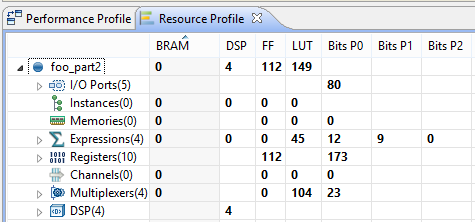 Performance Profile Resource Profile
BRAM DSP FF LUT Bits P0 Bits P1 Bits P2
foo_part2 0 4 112 149
I/O Ports(5) 80
Instances(0) 0 0 0 0
Memories(0) 0 0 0 0
Expressions(4) 0 0 0 45 12 9 0
Registers(10) 112 173
Channels(0) 0 0 0 0
Multiplexers(4) 0 0 104 23
DSP(4) 4